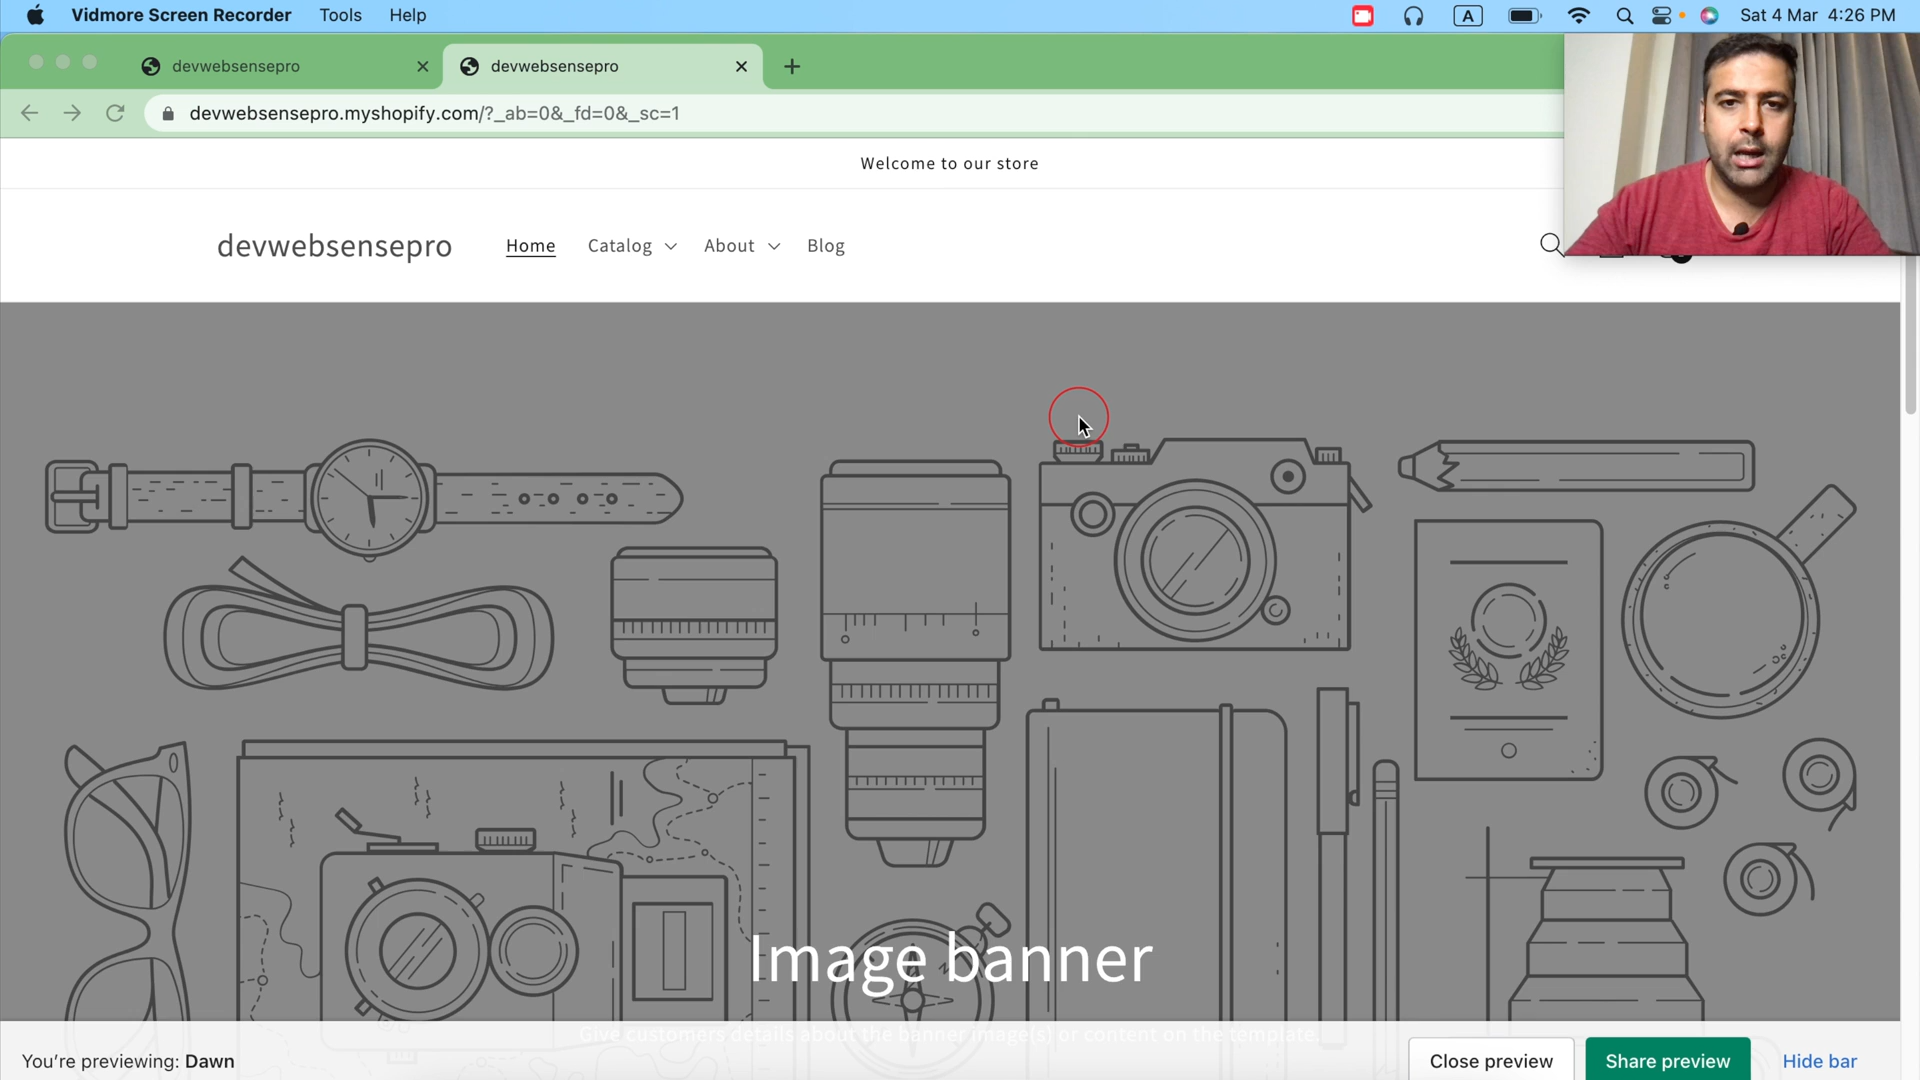 Vidmore Screen Recorder Tools Help
A Sat 4 Mar 4:26 PM
devwebsensepro devwebsensepro
devwebsensepro.myshopify.com/?_ab=0&_fd=0&_sc=1
Welcome to our store
devwebsensepro Home Catalog About Blog
Image banner
Give customers details about the banner image(s) or content on the template.
You're previewing: Dawn Close preview Share preview Hide bar